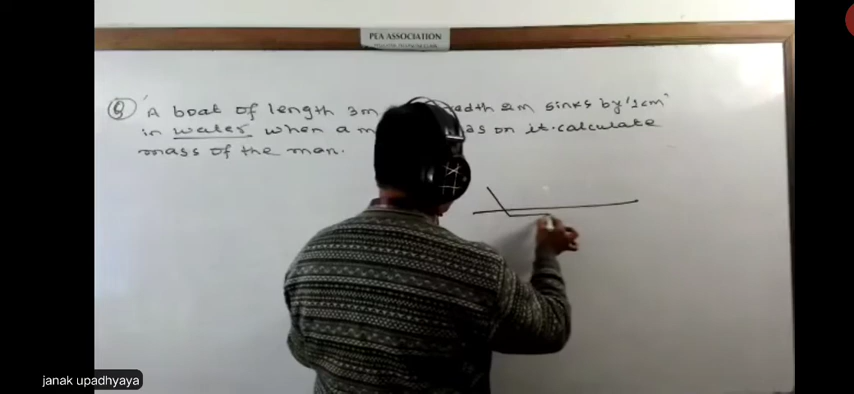 PEA ASSOCIATION
Q A boat of length 3m edth 2m sinks by "1cm"
in water when a m as on it. calculate
mass of the man.
janak upadhyaya